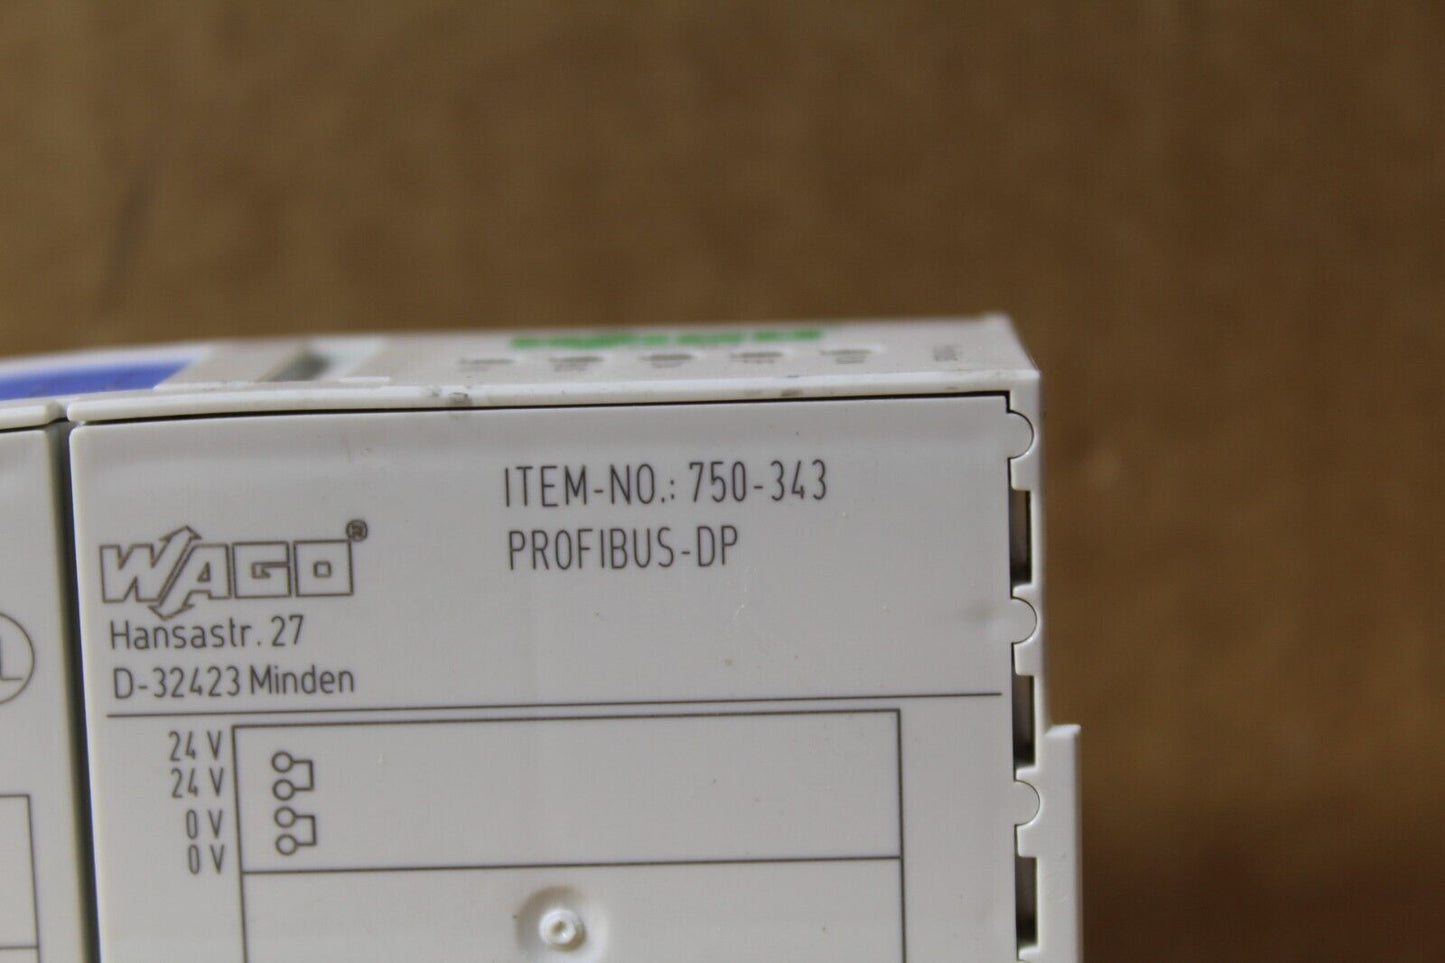 ITEM-NO.: 750-343
PROFIBUS-DP
WAGO®
Hansastr. 27
D-32423 Minden
24 V
24 V
0 V
0 V